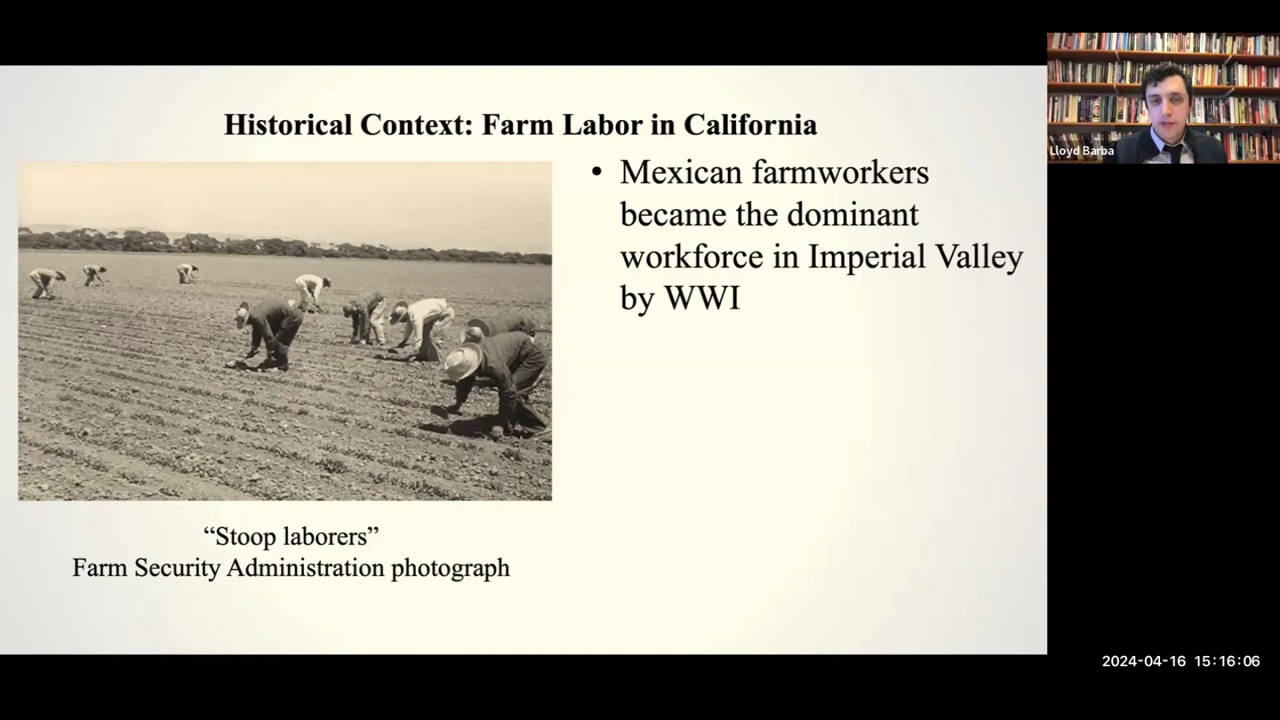 Historical Context: Farm Labor in California
• Mexican farmworkers
became the dominant
workforce in Imperial Valley
by WWI
“Stoop laborers”
Farm Security Administration photograph
Lloyd Barba
2024-04-16 15:16:06